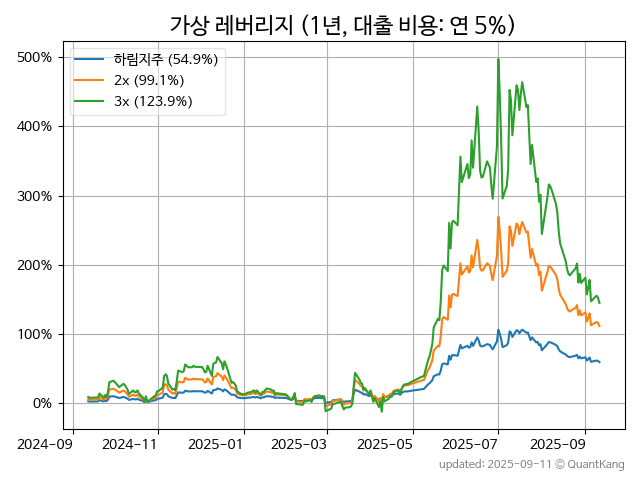 가상 레버리지 (1년, 대출 비용: 연 5%)
500%
400%
300%
200%
100%
0%
하림지주 (54.9%)
2x (99.1%)
3x (123.9%)
2024-09
2024-11
2025-01
2025-03
2025-05
2025-07
2025-09
updated: 2025-09-11 © QuantKang